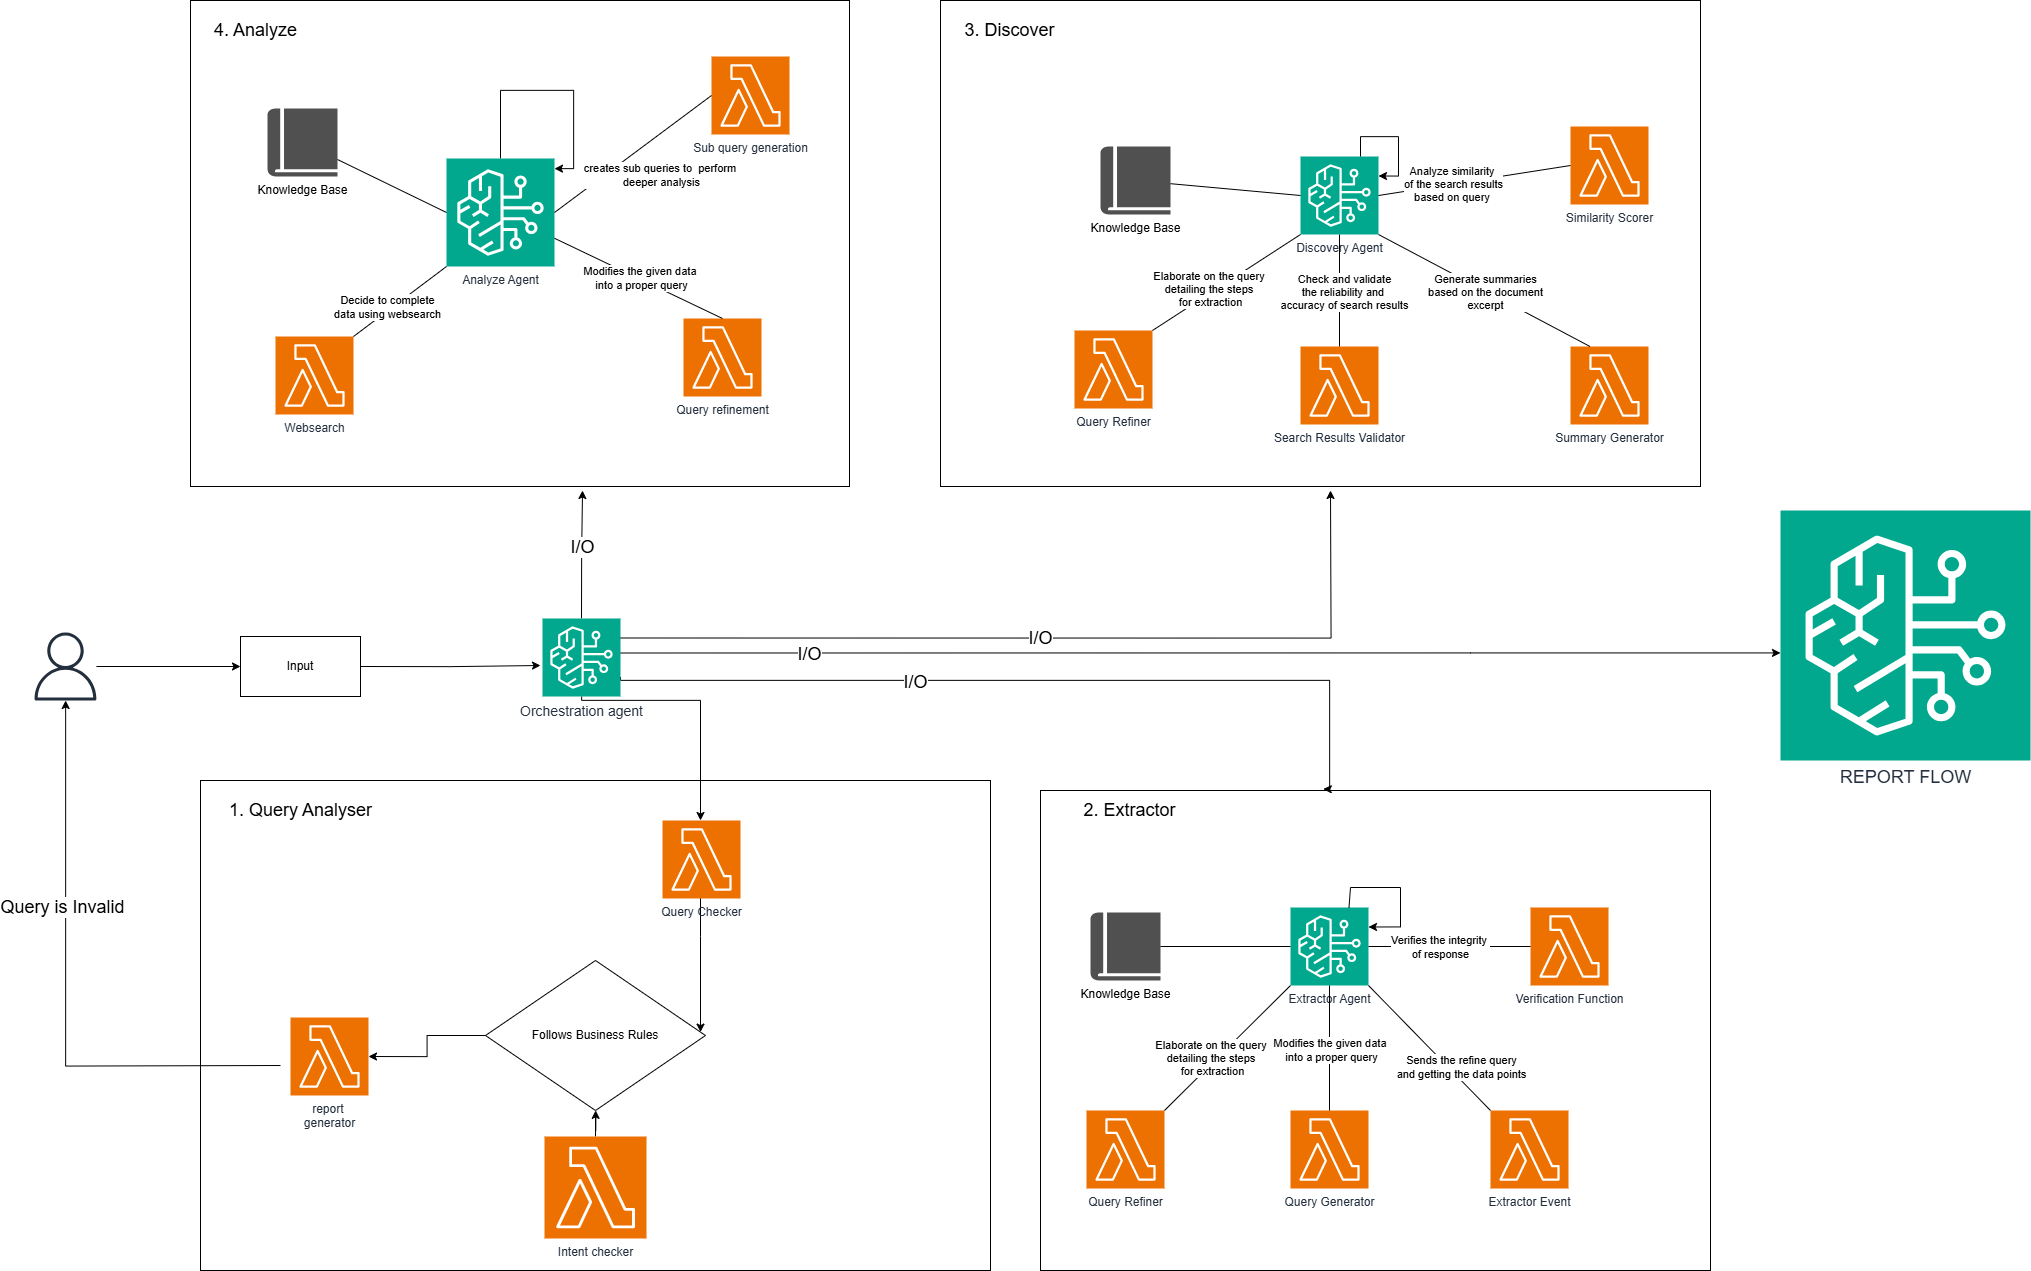 4. Analyze
Knowledge Base
Sub query generation
creates sub queries to perform
deeper analysis
Analyze Agent
Modifies the given data
into a proper query
Decide to complete
data using websearch
Websearch
Query refinement
3. Discover
Knowledge Base
Analyze similarity
of the search results
based on query
Similarity Scorer
Discovery Agent
Elaborate on the query
detailing the steps
for extraction
Check and validate
the reliability and
accuracy of search results
Generate summaries
based on the document
excerpt
Query Refiner
Search Results Validator
Summary Generator
I/O
Input
Orchestration agent
I/O
I/O
I/O
REPORT FLOW
Query is Invalid
1. Query Analyser
Query Checker
Follows Business Rules
report
generator
Intent checker
2. Extractor
Knowledge Base
Extractor Agent
Verifies the integrity
of response
Verification Function
Elaborate on the query
detailing the steps
for extraction
Modifies the given data
into a proper query
Sends the refine query
and getting the data points
Query Refiner
Query Generator
Extractor Event